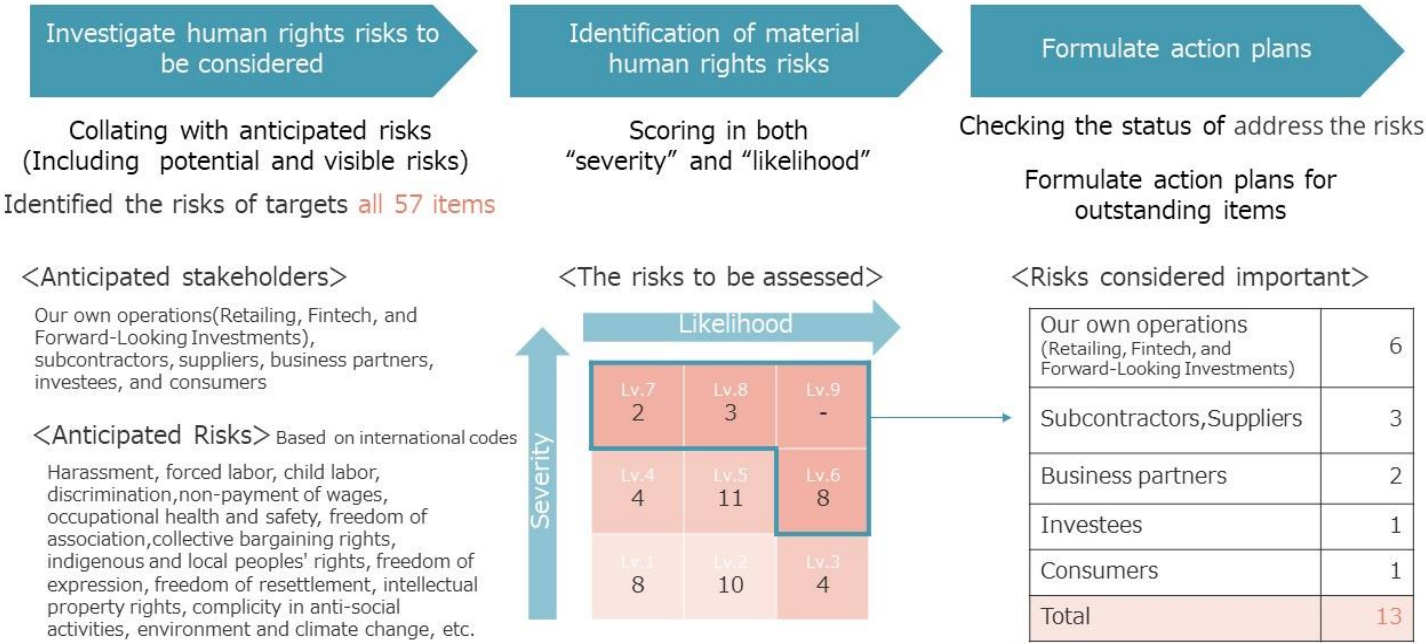 Investigate human rights risks to
be considered
Identification of material
human rights risks
Formulate action plans
Collating with anticipated risks
(Including potential and visible risks)
Identified the risks of targets all 57 items
Scoring in both
“severity” and “likelihood”
Checking the status of address the risks
Formulate action plans for
outstanding items
<Anticipated stakeholders>
Our own operations(Retailing, Fintech, and
Forward-Looking Investments),
subcontractors, suppliers, business partners,
investees, and consumers
<Anticipated Risks> Based on international codes
Harassment, forced labor, child labor,
discrimination,non-payment of wages,
occupational health and safety, freedom of
association,collective bargaining rights,
indigenous and local peoples' rights, freedom of
expression, freedom of resettlement, intellectual
property rights, complicity in anti-social
activities, environment and climate change, etc.
<The risks to be assessed>
Likelihood
Severity
Lv.7 Lv.8 Lv.9
2 3 -
Lv.4 Lv.5 Lv.6
4 11 8
Lv.1 Lv.2 Lv.3
8 10 4
<Risks considered important>
Our own operations
(Retailing, Fintech, and
Forward-Looking Investments)
6
Subcontractors,Suppliers 3
Business partners 2
Investees 1
Consumers 1
Total 13